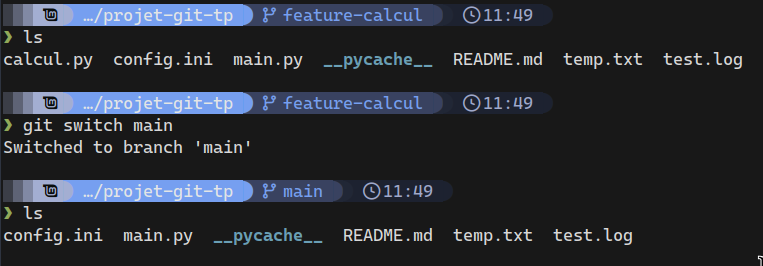 …/projet-git-tp feature-calcul 11:49
❯ ls
calcul.py config.ini main.py __pycache__ README.md temp.txt test.log
…/projet-git-tp feature-calcul 11:49
❯ git switch main
Switched to branch 'main'
…/projet-git-tp main 11:49
❯ ls
config.ini main.py __pycache__ README.md temp.txt test.log